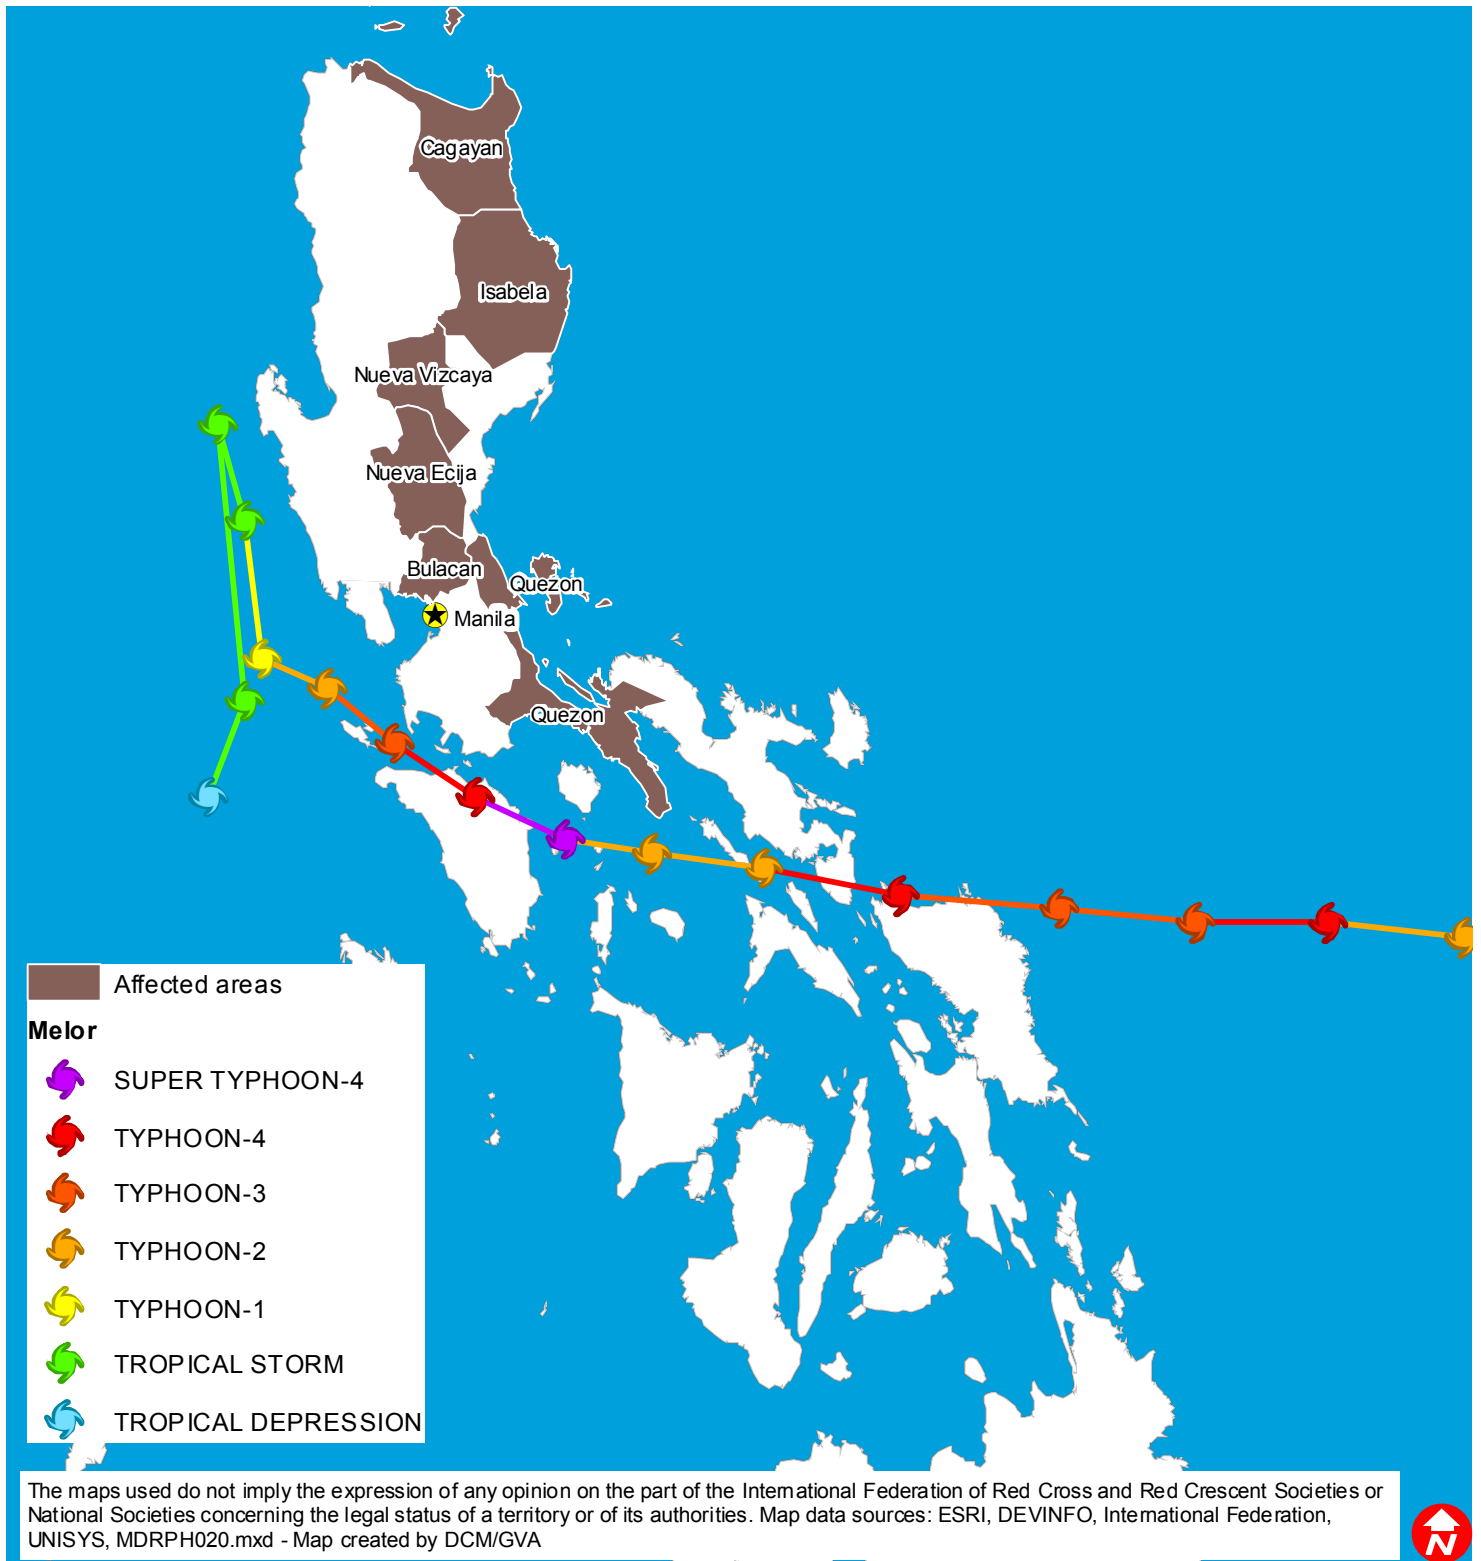 Cagayan
Isabela
Nueva Vizcaya
Nueva Ecija
Bulacan
Quezon
Manila
Quezon
Affected areas
Melor
SUPER TYPHOON-4
TYPHOON-4
TYPHOON-3
TYPHOON-2
TYPHOON-1
TROPICAL STORM
TROPICAL DEPRESSION
The maps used do not imply the expression of any opinion on the part of the International Federation of Red Cross and Red Crescent Societies or
National Societies concerning the legal status of a territory or of its authorities. Map data sources: ESRI, DEVINFO, International Federation,
UNISYS, MDRPH020.mxd - Map created by DCM/GVA
N